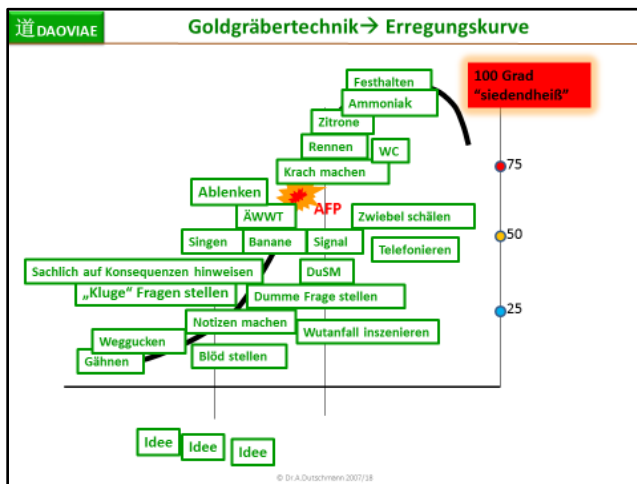 道 DAOVIAE
Goldgräbertechnik→ Erregungskurve
100 Grad
"siedendheiß"
Festhalten
Ammoniak
Zitrone
Rennen
WC
75
Krach machen
Ablenken
AFP
ÄWWT
Zwiebel schälen
50
Singen
Banane
Signal
Telefonieren
Sachlich auf Konsequenzen hinweisen
DuSM
„Kluge“ Fragen stellen
Dumme Frage stellen
25
Notizen machen
Wutanfall inszenieren
Weggucken
Blöd stellen
Gähnen
Idee
Idee
Idee
© Dr.A.Dutschmann 2007/18